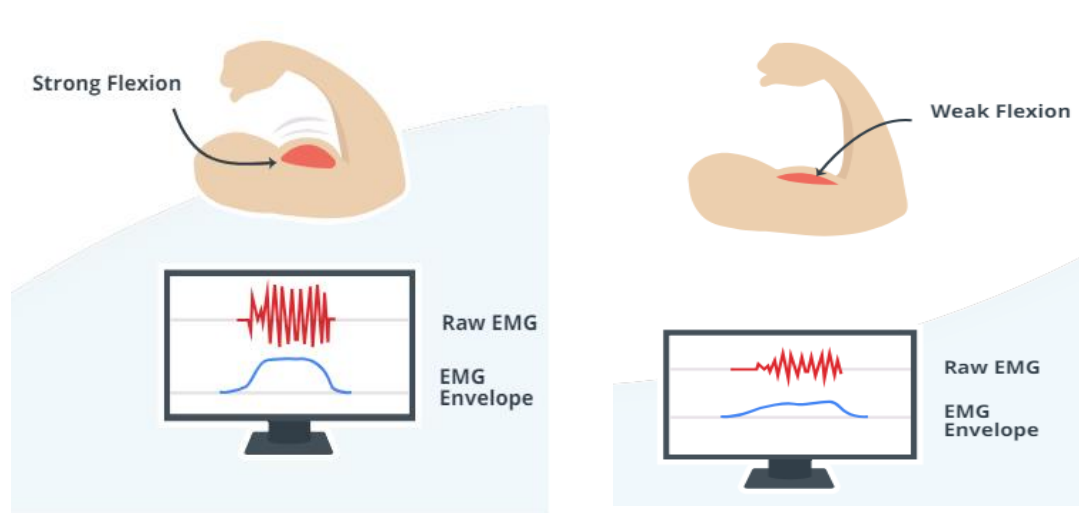 Strong Flexion
Raw EMG
EMG
Envelope
Weak Flexion
Raw EMG
EMG
Envelope